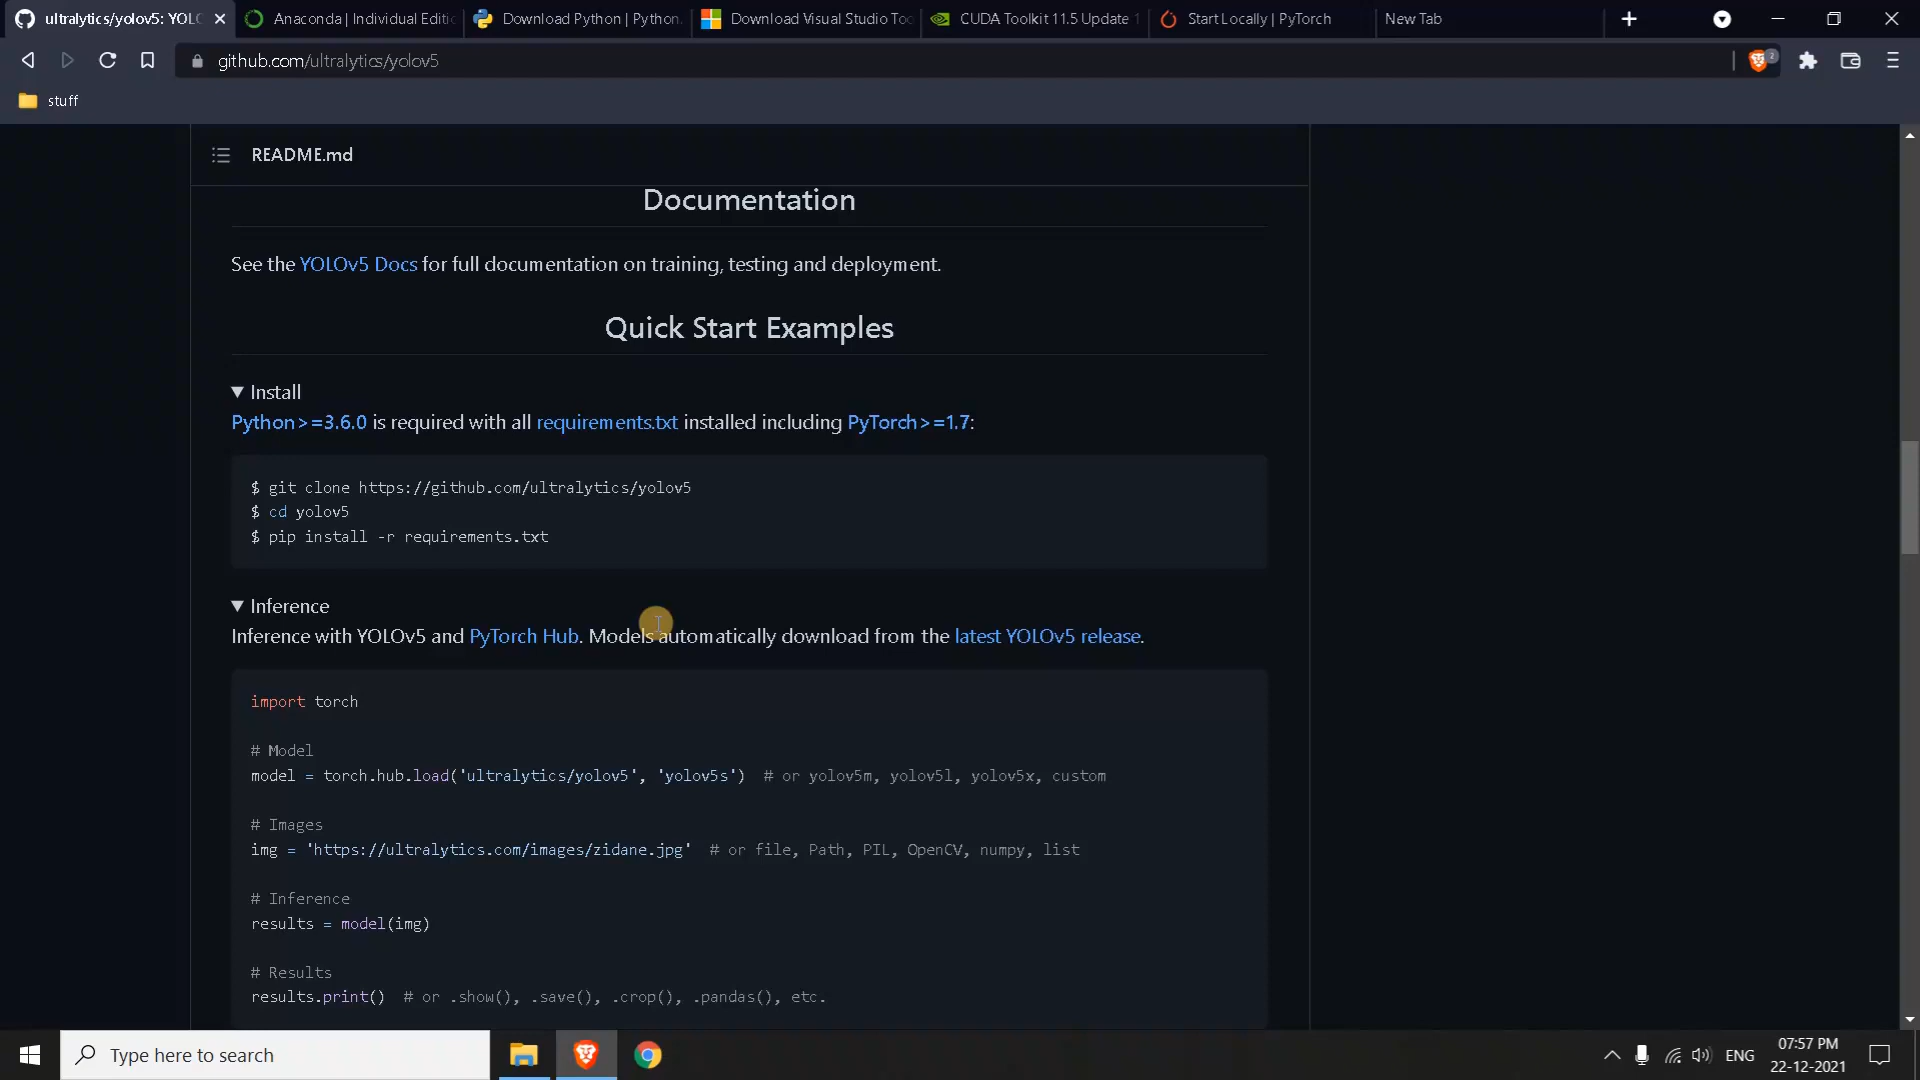 ultralytics/yolov5: YOLO
Anaconda | Individual Editio
Download Python | Python.
Download Visual Studio Too
CUDA Toolkit 11.5 Update 1
Start Locally | PyTorch
New Tab
github.com/ultralytics/yolov5
2
stuff
README.md
Documentation
See the YOLOv5 Docs for full documentation on training, testing and deployment.
Quick Start Examples
▼ Install
Python>=3.6.0 is required with all requirements.txt installed including PyTorch>=1.7:
$ git clone https://github.com/ultralytics/yolov5
$ cd yolov5
$ pip install -r requirements.txt
▼ Inference
Inference with YOLOv5 and PyTorch Hub. Models automatically download from the latest YOLOv5 release.
import torch
# Model
model = torch.hub.load('ultralytics/yolov5', 'yolov5s')  # or yolov5m, yolov5l, yolov5x, custom
# Images
img = 'https://ultralytics.com/images/zidane.jpg'  # or file, Path, PIL, OpenCV, numpy, list
# Inference
results = model(img)
# Results
results.print()  # or .show(), .save(), .crop(), .pandas(), etc.
Type here to search
ENG
07:57 PM
22-12-2021